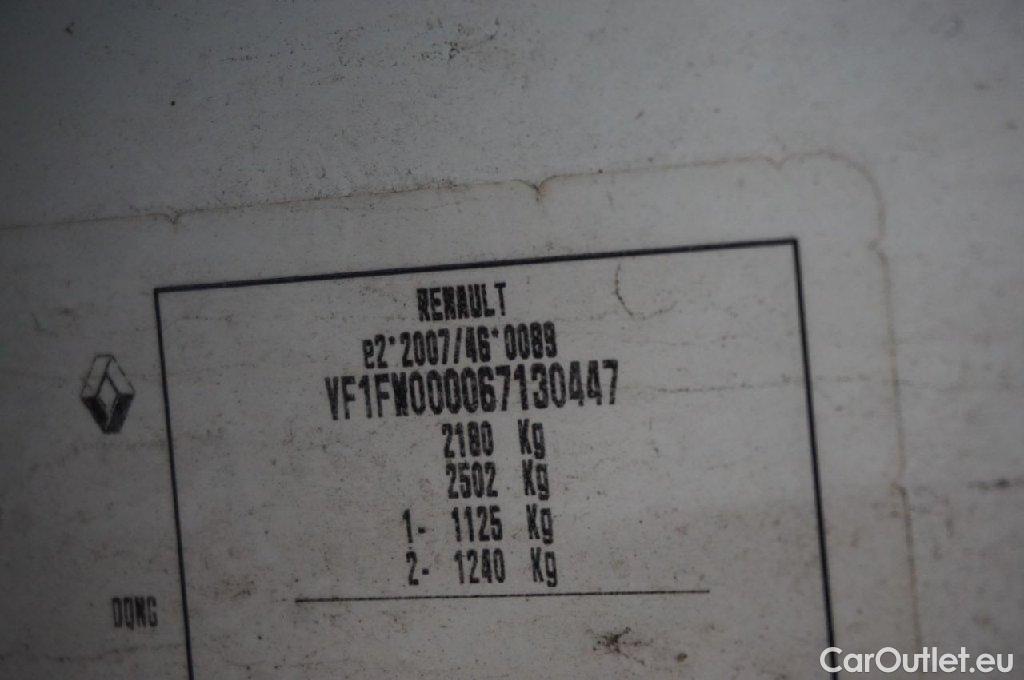 RENAULT
e2*2007/46*0089
VF1FW000067130447
2180 Kg
2502 Kg
1- 1125 Kg
2- 1240 Kg
DQNG
CarOutlet.eu